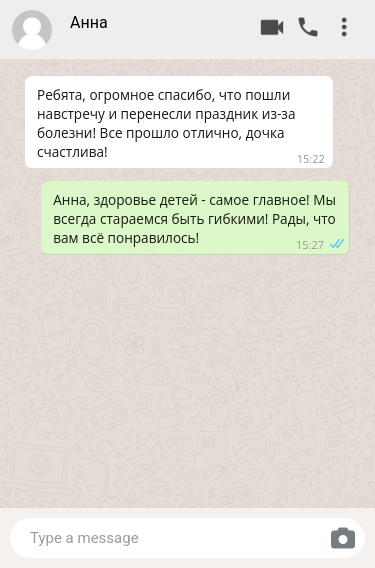 Анна
Ребята, огромное спасибо, что пошли
навстречу и перенесли праздник из-за
болезни! Все прошло отлично, дочка
счастлива!
15:22
Анна, здоровье детей - самое главное! Мы
всегда стараемся быть гибкими! Рады, что
вам всё понравилось!
15:27
Type a message